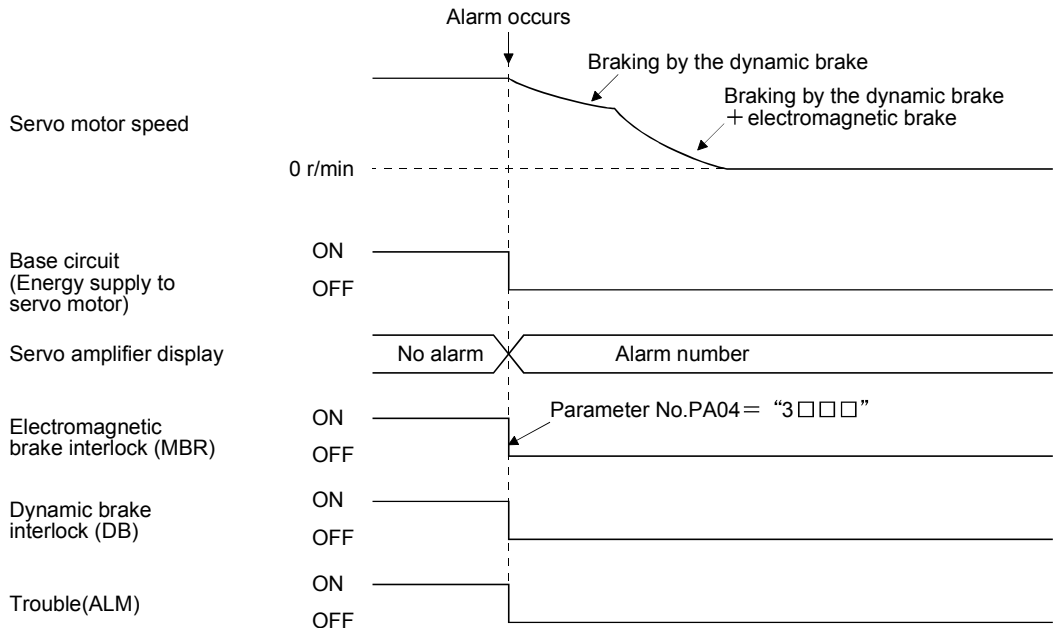 Alarm occurs
Braking by the dynamic brake
Braking by the dynamic brake
+ electromagnetic brake
Servo motor speed
0 r/min
Base circuit
(Energy supply to
servo motor)
ON
OFF
Servo amplifier display
No alarm
Alarm number
Electromagnetic
brake interlock (MBR)
ON
OFF
Parameter No.PA04= “3□□□”
Dynamic brake
interlock (DB)
ON
OFF
Trouble(ALM)
ON
OFF